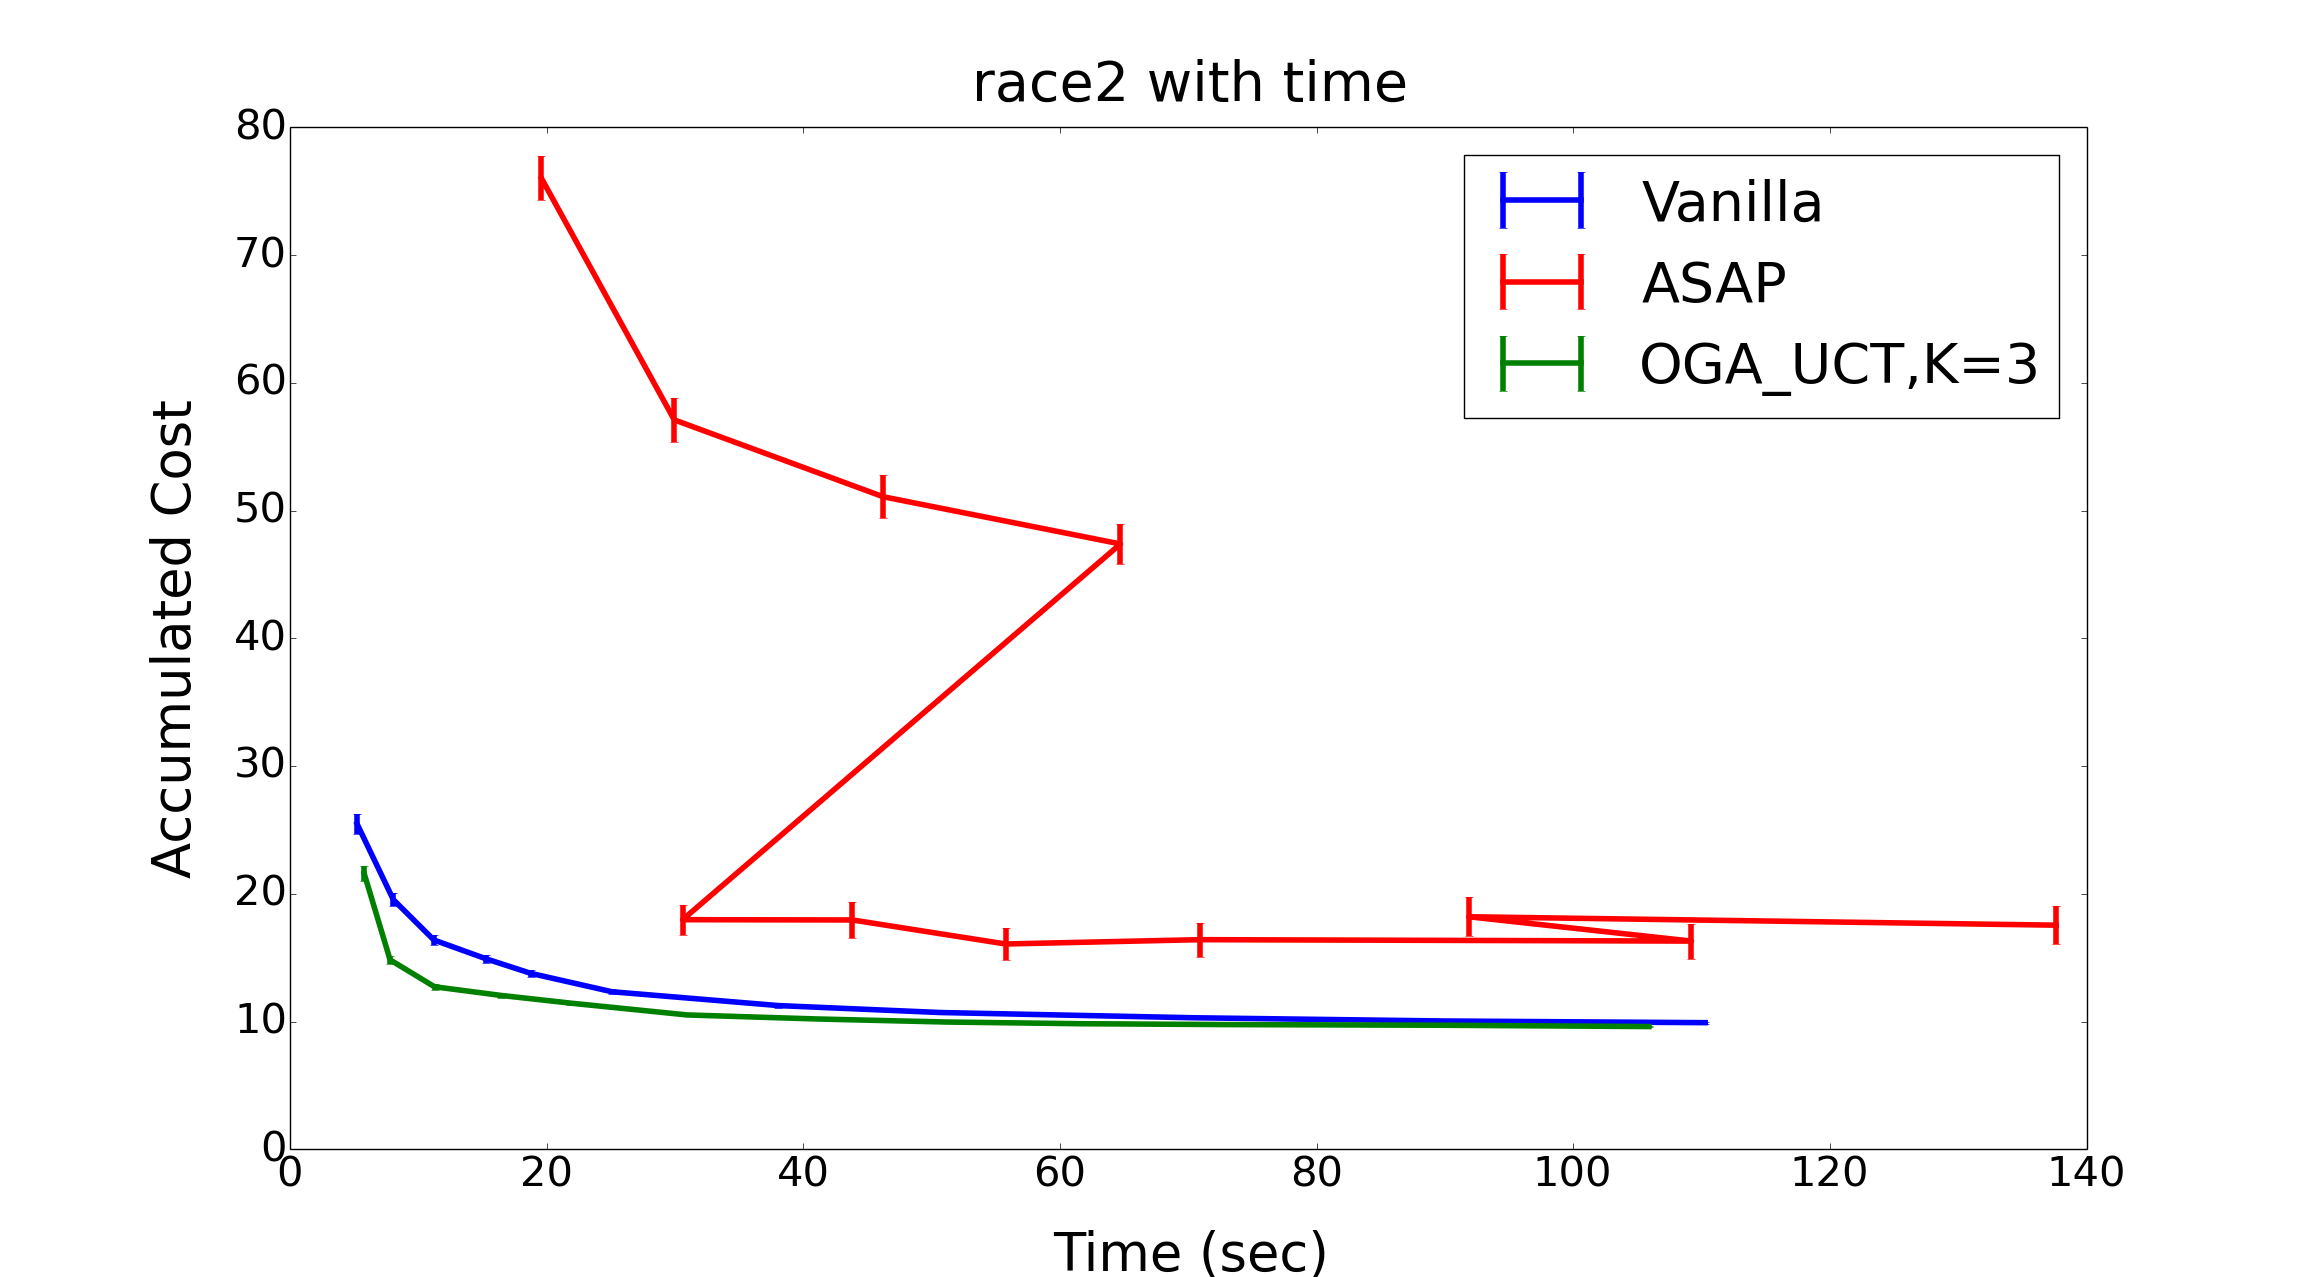 race2 with time
Accumulated Cost
80
70
60
50
40
30
20
10
0
Vanilla
ASAP
OGA_UCT,K=3
0 20 40 60 80 100 120 140
Time (sec)